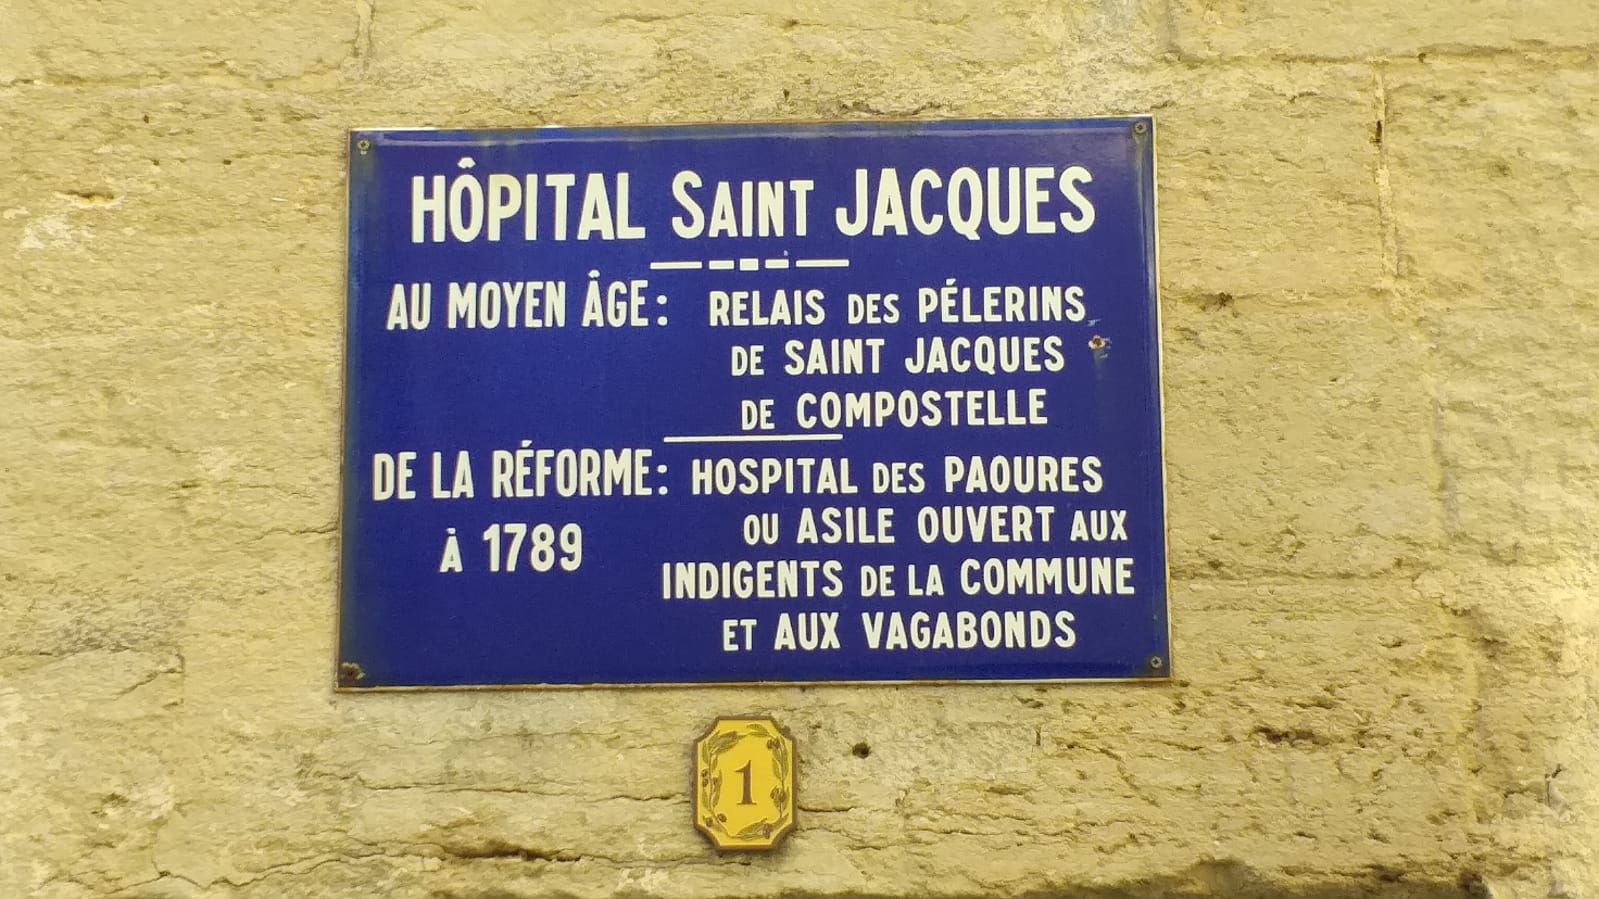 HÔPITAL SAINT JACQUES
AU MOYEN ÂGE: RELAIS DES PÉLERINS
DE SAINT JACQUES
DE COMPOSTELLE
DE LA RÉFORME: HOSPITAL DES PAOURES
À 1789 OU ASILE OUVERT AUX
INDIGENTS DE LA COMMUNE
ET AUX VAGABONDS
1